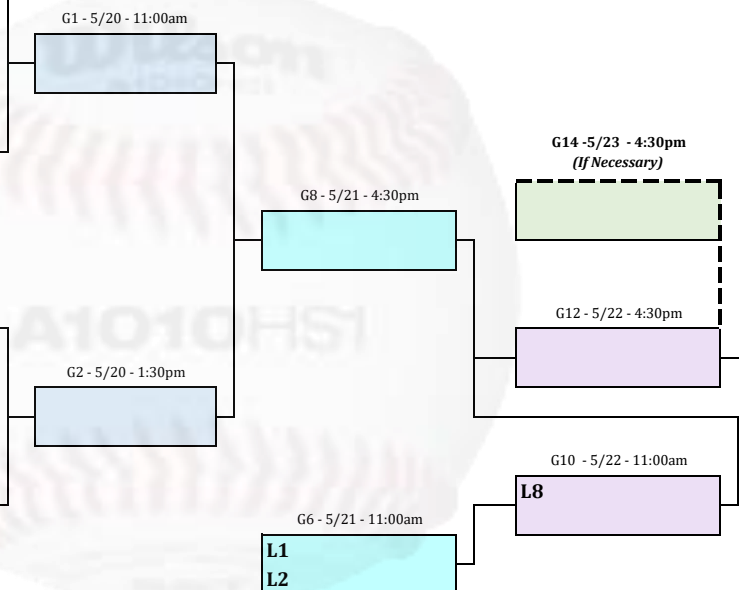 G1 - 5/20 - 11:00am
Wilson
G14 -5/23 - 4:30pm
(If Necessary)
G8 - 5/21 - 4:30pm
A1010HS1
G12 - 5/22 - 4:30pm
G2 - 5/20 - 1:30pm
G10 - 5/22 - 11:00am
L8
G6 - 5/21 - 11:00am
L1
L2